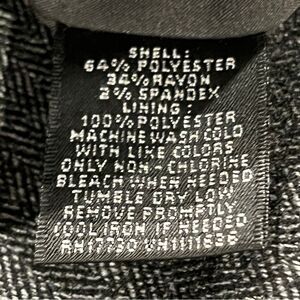 SHELL:
64% POLYESTER
34% RAYON
2% SPANDEX
LINING:
100% POLYESTER
MACHINE WASH COLD
WITH LIKE COLORS
ONLY NON-CHLORINE
BLEACH WHEN NEEDED
TUMBLE DRY LOW
REMOVE PROMPTLY
COOL IRON IF NEEDED
RN17730